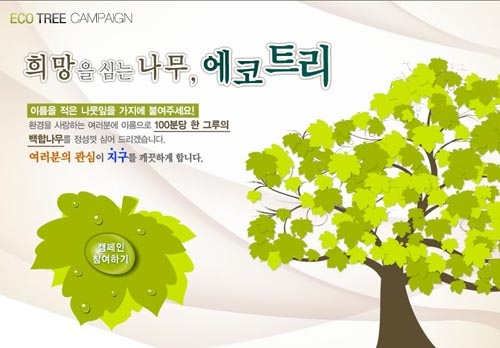 ECO TREE CAMPAIGN
희망을 심는 나무, 에코트리
이름을 적은 나뭇잎을 가지에 붙여주세요!
환경을 사랑하는 여러분에 이름으로 100분당 한 그루의
백합나무를 정성껏 심어 드리겠습니다.
여러분의 관심이 지구를 깨끗하게 합니다.
캠페인
참여하기